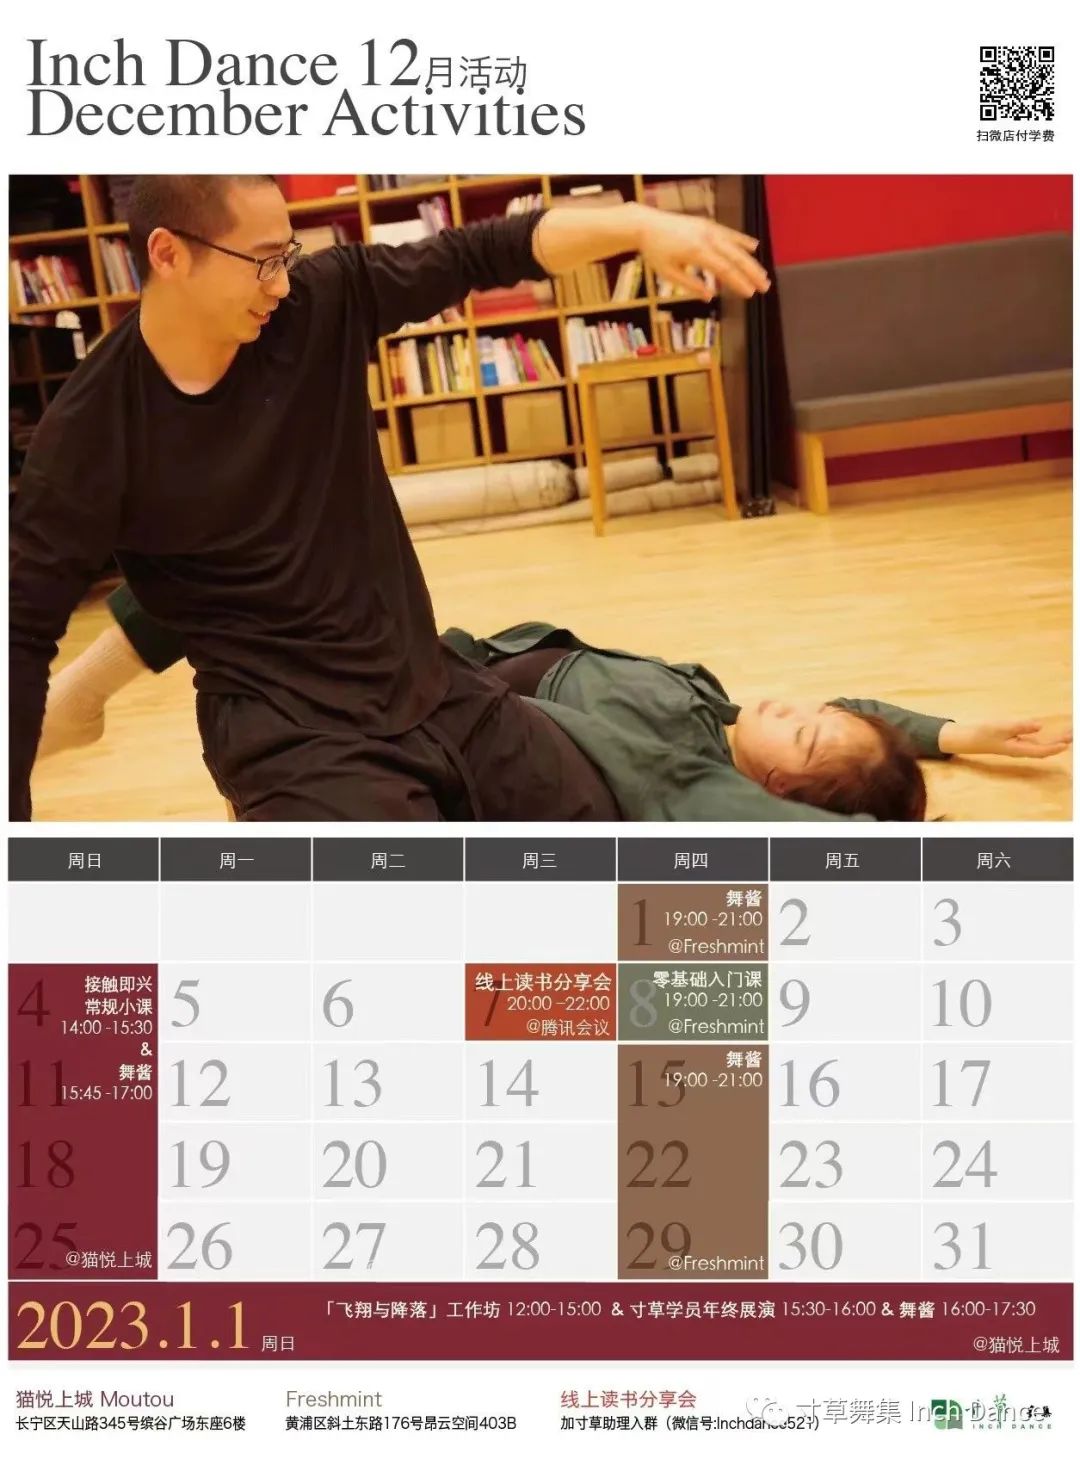 Inch Dance 12月活动
December Activities
扫微店付学费
周日 周一 周二 周三 周四 周五 周六
1 舞酱
19:00 -21:00
@Freshmint
2
3
4 接触即兴
常规小课
14:00 -15:30
&
舞酱
15:45 -17:00
5
6
7 线上读书分享会
20:00 –22:00
@腾讯会议
8 零基础入门课
19:00 -21:00
@Freshmint
9
10
11
12
13
14
15 舞酱
19:00 -21:00
16
17
18
19
20
21
22
23
24
25
@猫悦上城
26
27
28
29
@Freshmint
30
31
2023.1.1 周日
「飞翔与降落」工作坊 12:00-15:00 & 寸草学员年终展演 15:30-16:00 & 舞酱 16:00-17:30
@猫悦上城
猫悦上城 Moutou
长宁区天山路345号缤谷广场东座6楼
Freshmint
黄浦区斜土东路176号昂云空间403B
线上读书分享会
加寸草助理入群（微信号:Inchdance521）
寸草舞集 Inch Dance
寸草舞集
INCH DANCE